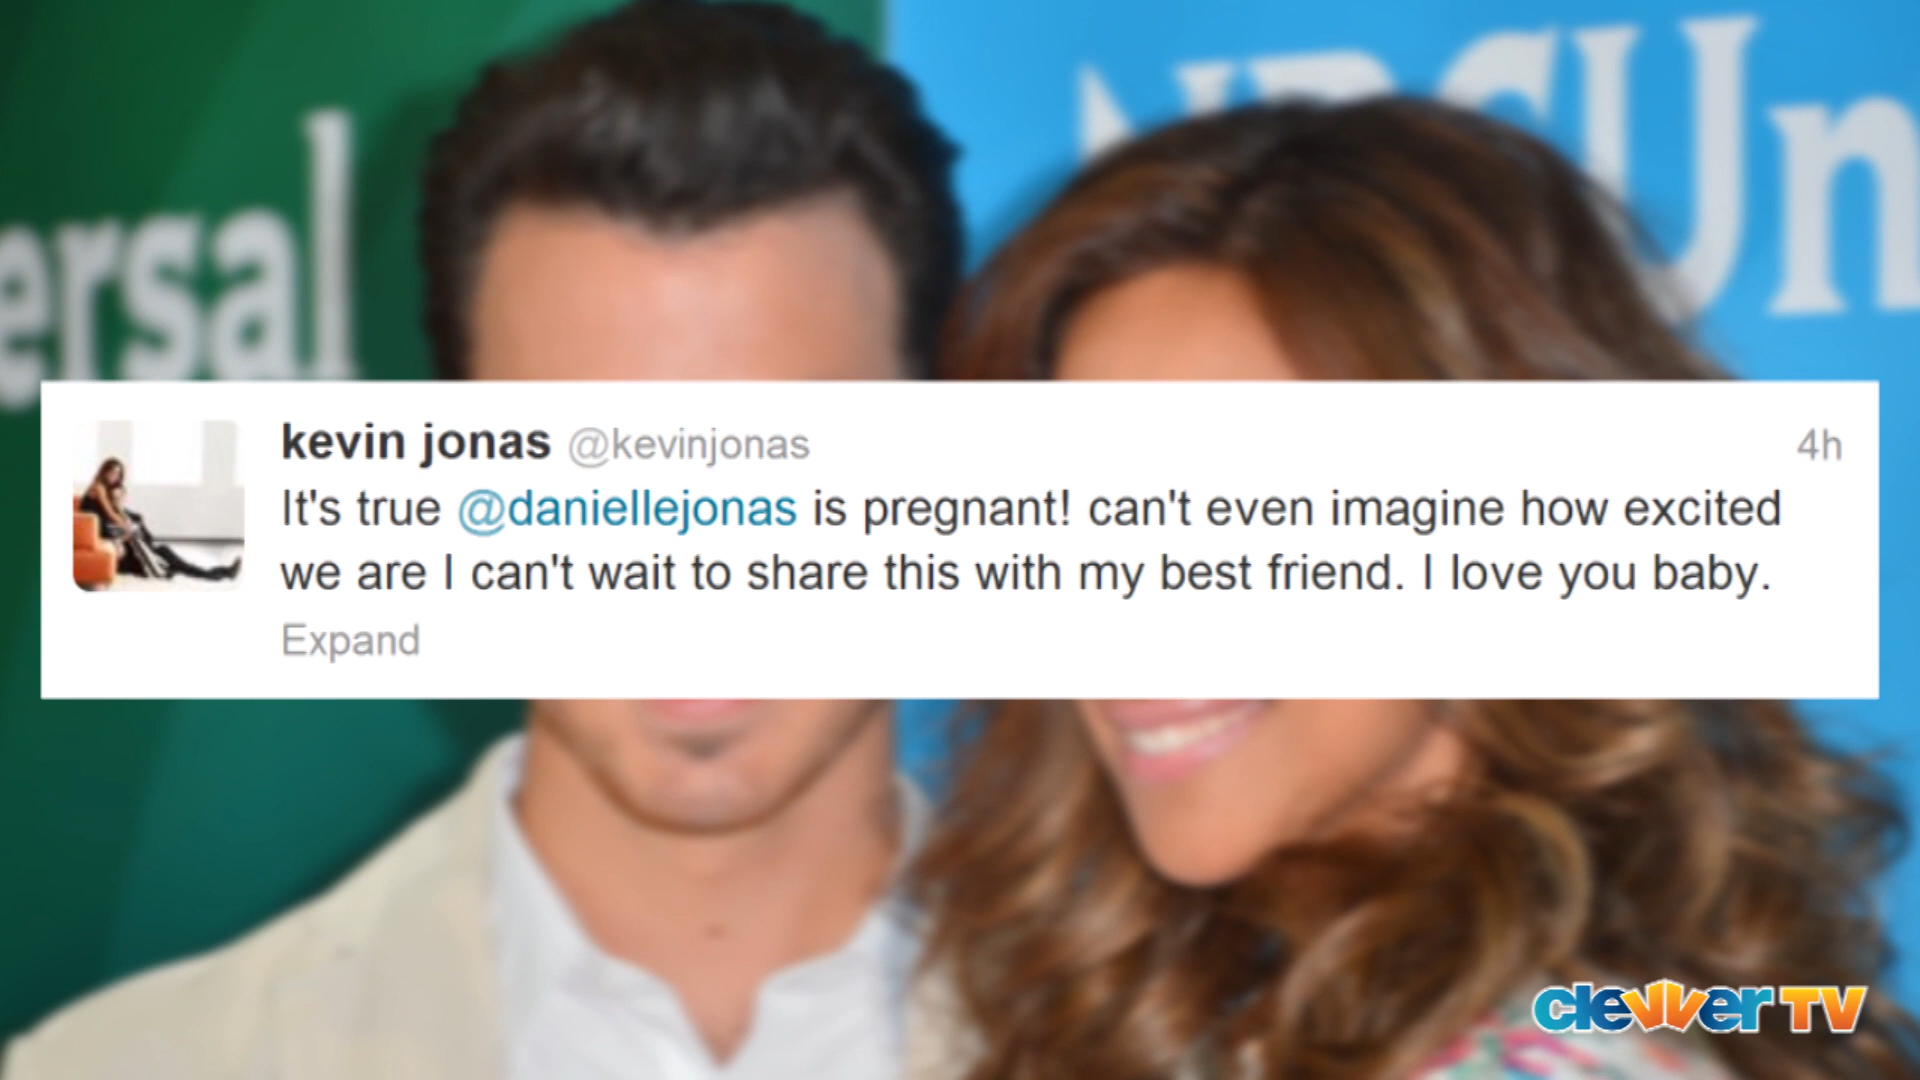 ersal
NBCUn
kevin jonas @kevinjonas 4h
It's true @daniellejonas is pregnant! can't even imagine how excited
we are I can't wait to share this with my best friend. I love you baby.
Expand
clevver TV